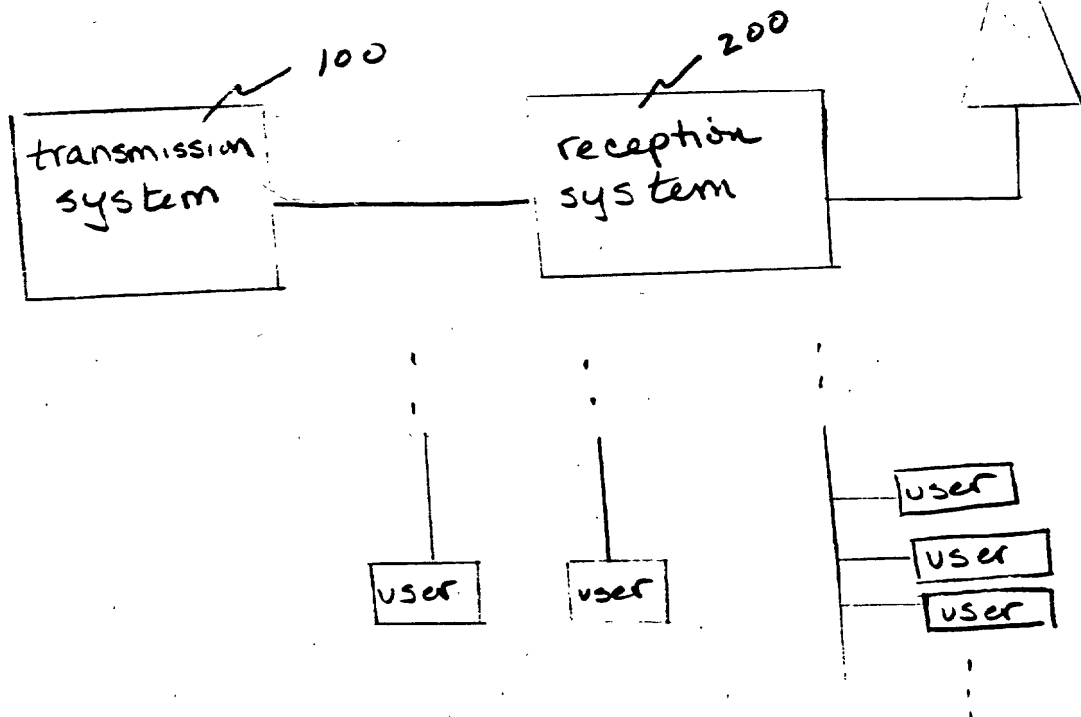 100
200
transmission
system
reception
system
user
user
user
user
user